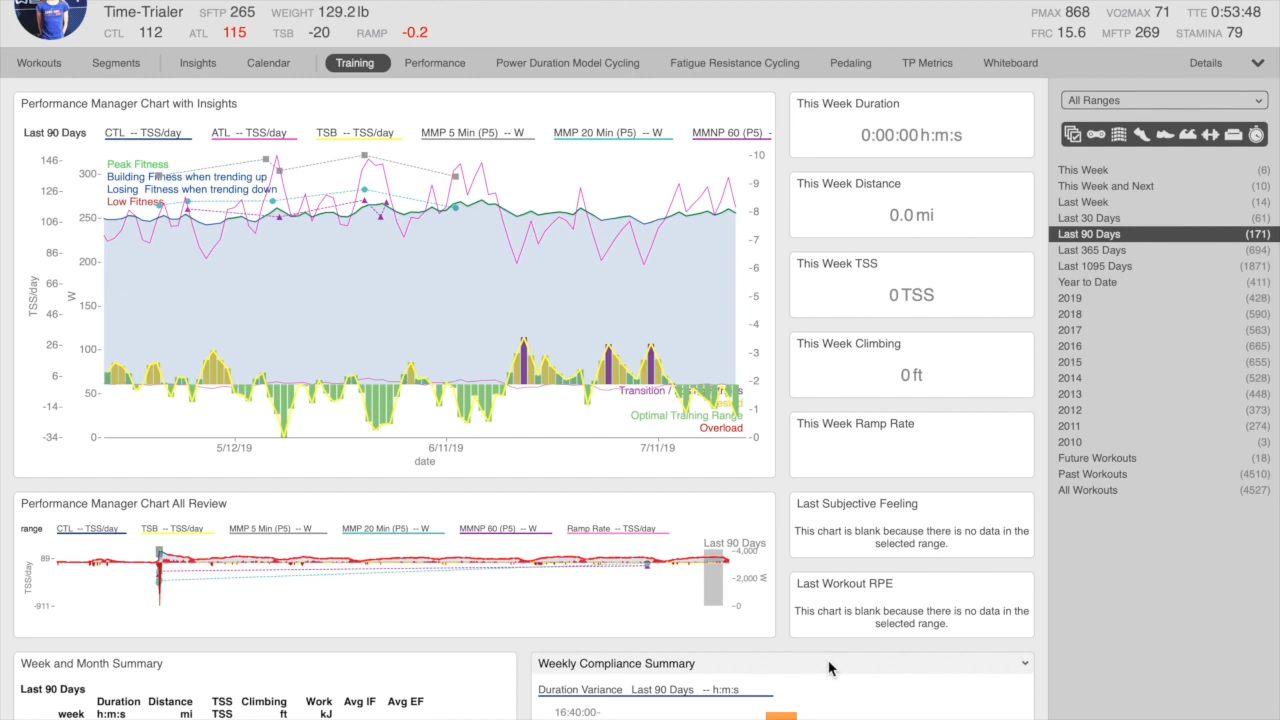 Time-Trialer SFTP 265 WEIGHT 129.2 lb PMAX 868 VO2MAX 71 TTE 0:53:48
CTL 112 ATL 115 TSB -20 RAMP -0.2 FRC 15.6 MFTP 269 STAMINA 79
Workouts Segments Insights Calendar Training Performance Power Duration Model Cycling Fatigue Resistance Cycling Pedaling TP Metrics Whiteboard Details
Performance Manager Chart with Insights
Last 90 Days CTL -- TSS/day ATL -- TSS/day TSB -- TSS/day MMP 5 Min (P5) -- W MMP 20 Min (P5) -- W MMNP 60 (P5) -
Peak Fitness
Building Fitness when trending up
Losing Fitness when trending down
Low Fitness
146-
126-
106-
86-
66-
46-
26-
6-
-14-
-34-
TSS/day
W
300-
250-
200-
150-
100-
50-
0-
-10
-9
-8
-7
-6
-5
-4
-3
-2
-1
-0
Transition /
Optimal Training Range
Overload
5/12/19 6/11/19 7/11/19
date
Performance Manager Chart All Review
range CTL -- TSS/day TSB -- TSS/day MMP 5 Min (P5) -- W MMP 20 Min (P5) -- W MMNP 60 (P5) -- W Ramp Rate -- TSS/day
Last 90 Days
89-
-911-
TSS/day
-4,000
-2,000
-0
W
Week and Month Summary
Last 90 Days
Duration Distance TSS Climbing Work Avg IF Avg EF
week h:m:s mi TSS ft kJ
Weekly Compliance Summary
Duration Variance Last 90 Days -- h:m:s
16:40:00-
This Week Duration
0:00:00 h:m:s
This Week Distance
0.0 mi
This Week TSS
0 TSS
This Week Climbing
0 ft
This Week Ramp Rate
Last Subjective Feeling
This chart is blank because there is no data in the
selected range.
Last Workout RPE
This chart is blank because there is no data in the
selected range.
All Ranges
This Week (6)
This Week and Next (10)
Last Week (14)
Last 30 Days (61)
Last 90 Days (171)
Last 365 Days (694)
Last 1095 Days (1871)
Year to Date (411)
2019 (428)
2018 (590)
2017 (563)
2016 (665)
2015 (655)
2014 (528)
2013 (448)
2012 (373)
2011 (274)
2010 (3)
Future Workouts (18)
Past Workouts (4510)
All Workouts (4527)